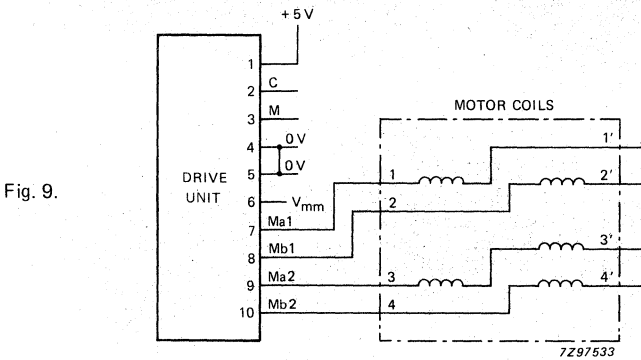 Fig. 9.
+5 V
DRIVE
UNIT
1
2 C
3 M
4 0 V
5 0 V
6 Vmm
7 Ma1
8 Mb1
9 Ma2
10 Mb2
MOTOR COILS
1 1'
2 2'
3 3'
4 4'
7Z97533